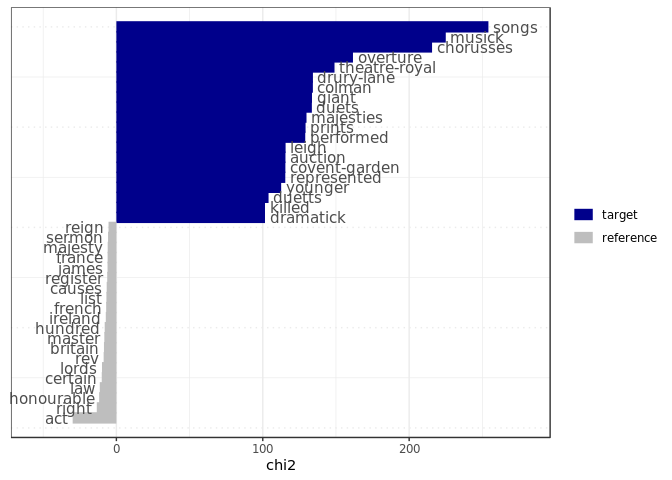 songs
musick
chorusses
overture
theatre-royal
drury-lane
colman
giant
duets
majesties
prints
performed
leigh
auction
covent-garden
represented
younger
duetts
killed
dramatick
reign
sermon
majesty
france
james
register
causes
list
french
ireland
hundred
master
britain
rev
lords
certain
law
honourable
right
act
target
reference
0 100 200
chi2